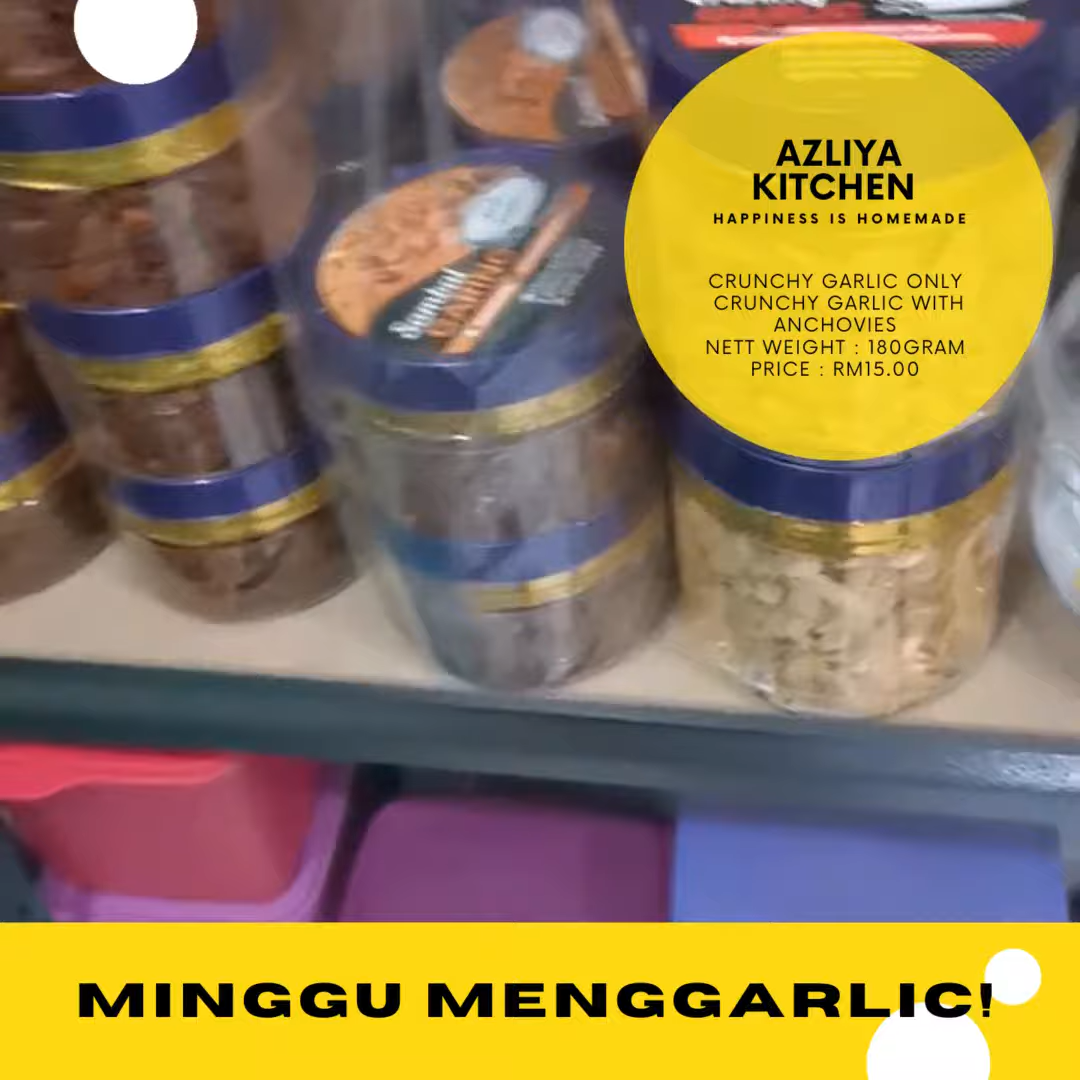 AZLIYA
KITCHEN
HAPPINESS IS HOMEMADE
CRUNCHY GARLIC ONLY
CRUNCHY GARLIC WITH
ANCHOVIES
NETT WEIGHT : 180GRAM
PRICE : RM15.00
Sambal
MINGGU MENGGARLIC!